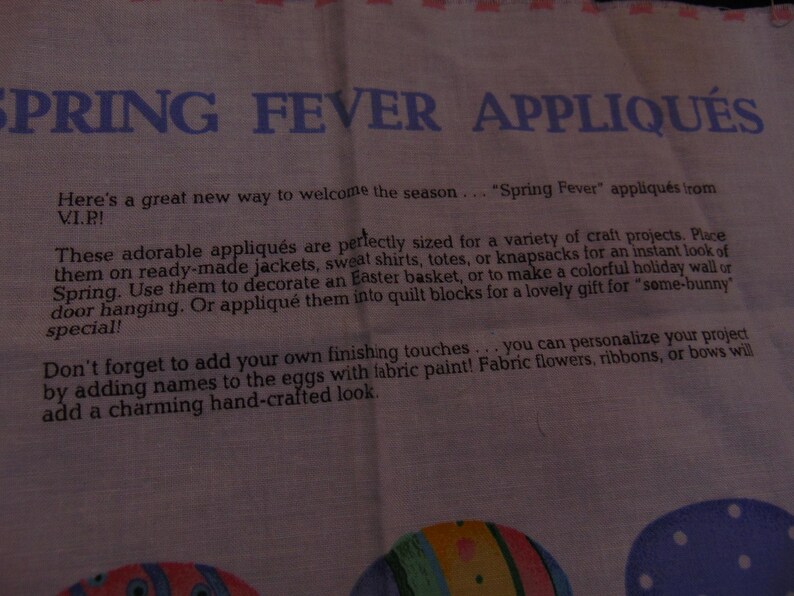 SPRING FEVER APPLIQUÉS
Here's a great new way to welcome the season . . . "Spring Fever" appliqués from
V.I.P.!
These adorable appliqués are perfectly sized for a variety of craft projects. Place
them on ready-made jackets, sweat shirts, totes, or knapsacks for an instant look of
Spring. Use them to decorate an Easter basket, or to make a colorful holiday wall or
door hanging. Or appliqué them into quilt blocks for a lovely gift for "some-bunny"
special!
Don't forget to add your own finishing touches . . . you can personalize your project
by adding names to the eggs with fabric paint! Fabric flowers, ribbons, or bows will
add a charming hand-crafted look.